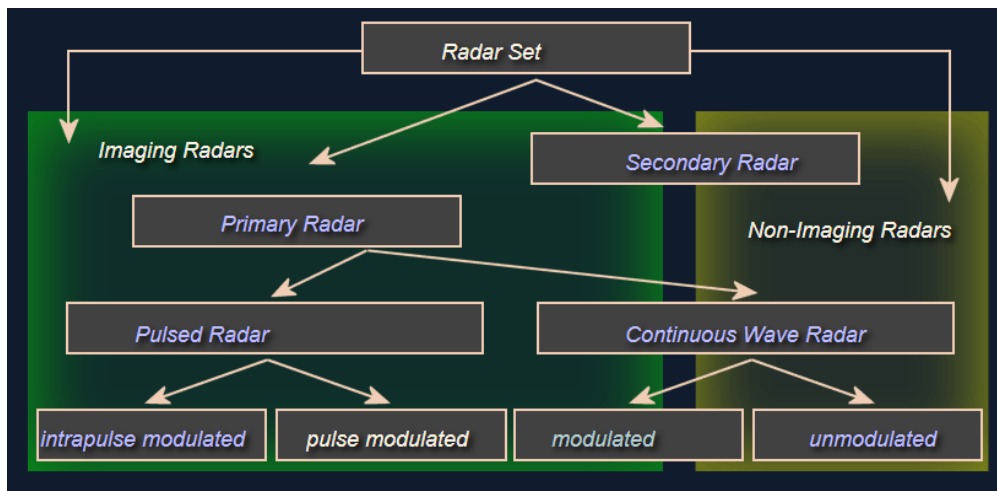 Radar Set
Imaging Radars
Secondary Radar
Primary Radar
Non-Imaging Radars
Pulsed Radar
Continuous Wave Radar
intrapulse modulated
pulse modulated
modulated
unmodulated